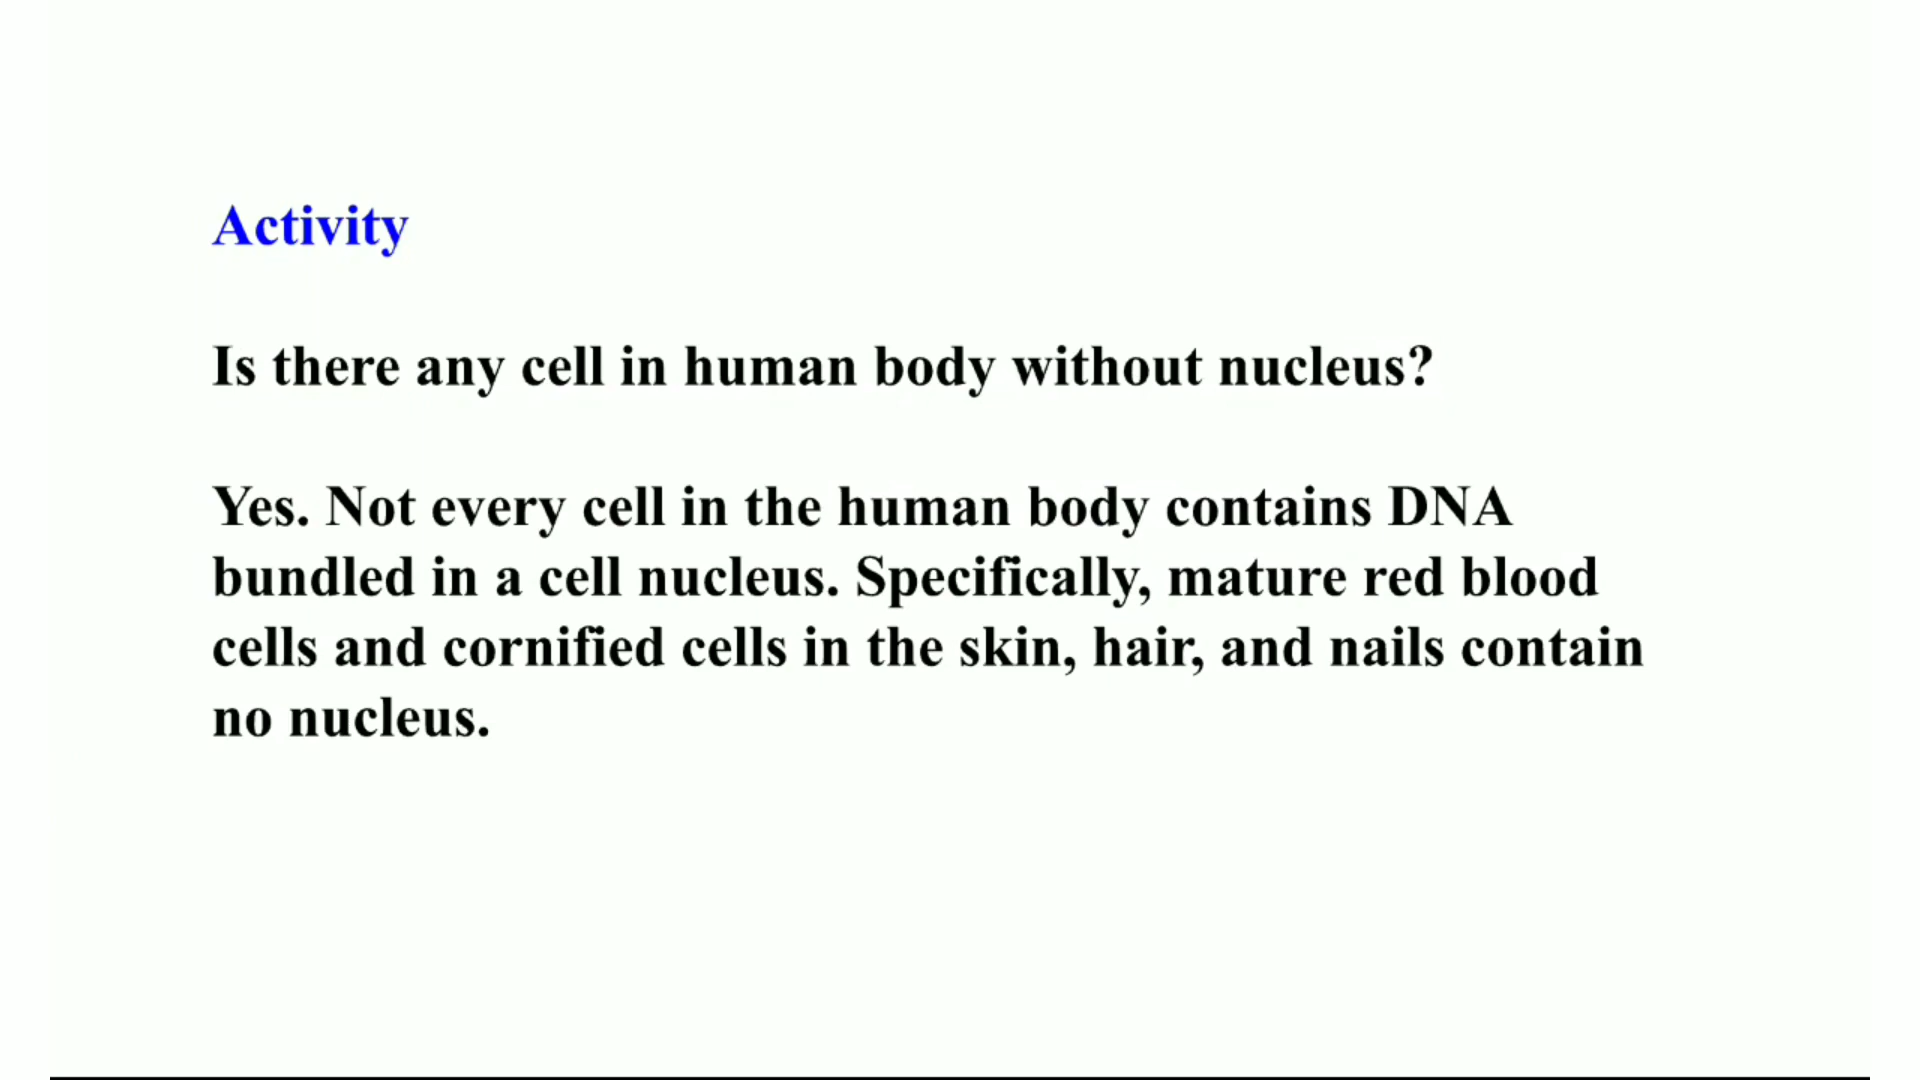 Activity
Is there any cell in human body without nucleus?
Yes. Not every cell in the human body contains DNA
bundled in a cell nucleus. Specifically, mature red blood
cells and cornified cells in the skin, hair, and nails contain
no nucleus.